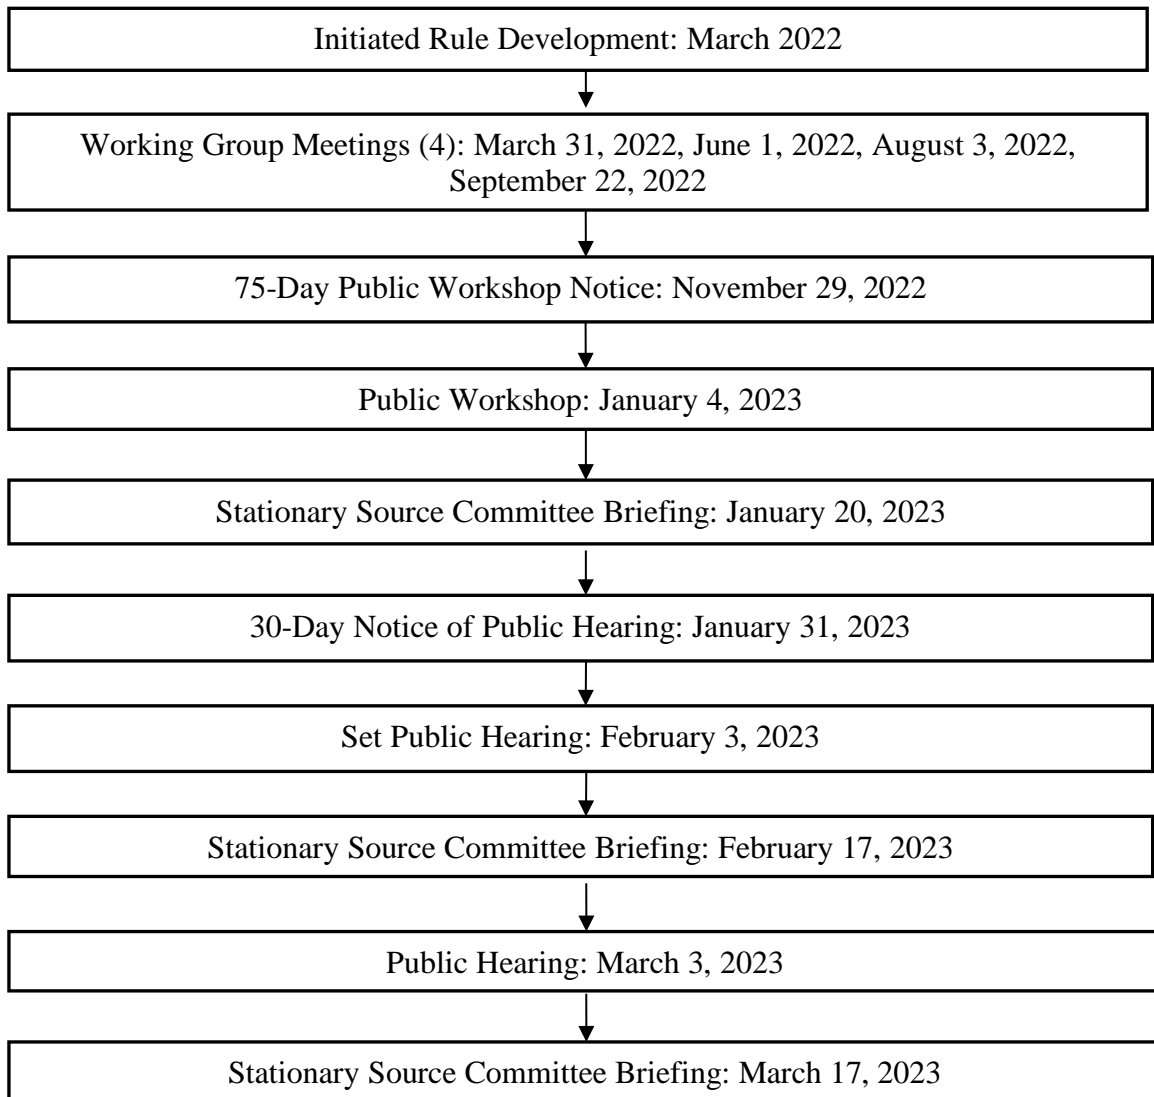 Initiated Rule Development: March 2022
Working Group Meetings (4): March 31, 2022, June 1, 2022, August 3, 2022,
September 22, 2022
75-Day Public Workshop Notice: November 29, 2022
Public Workshop: January 4, 2023
Stationary Source Committee Briefing: January 20, 2023
30-Day Notice of Public Hearing: January 31, 2023
Set Public Hearing: February 3, 2023
Stationary Source Committee Briefing: February 17, 2023
Public Hearing: March 3, 2023
Stationary Source Committee Briefing: March 17, 2023